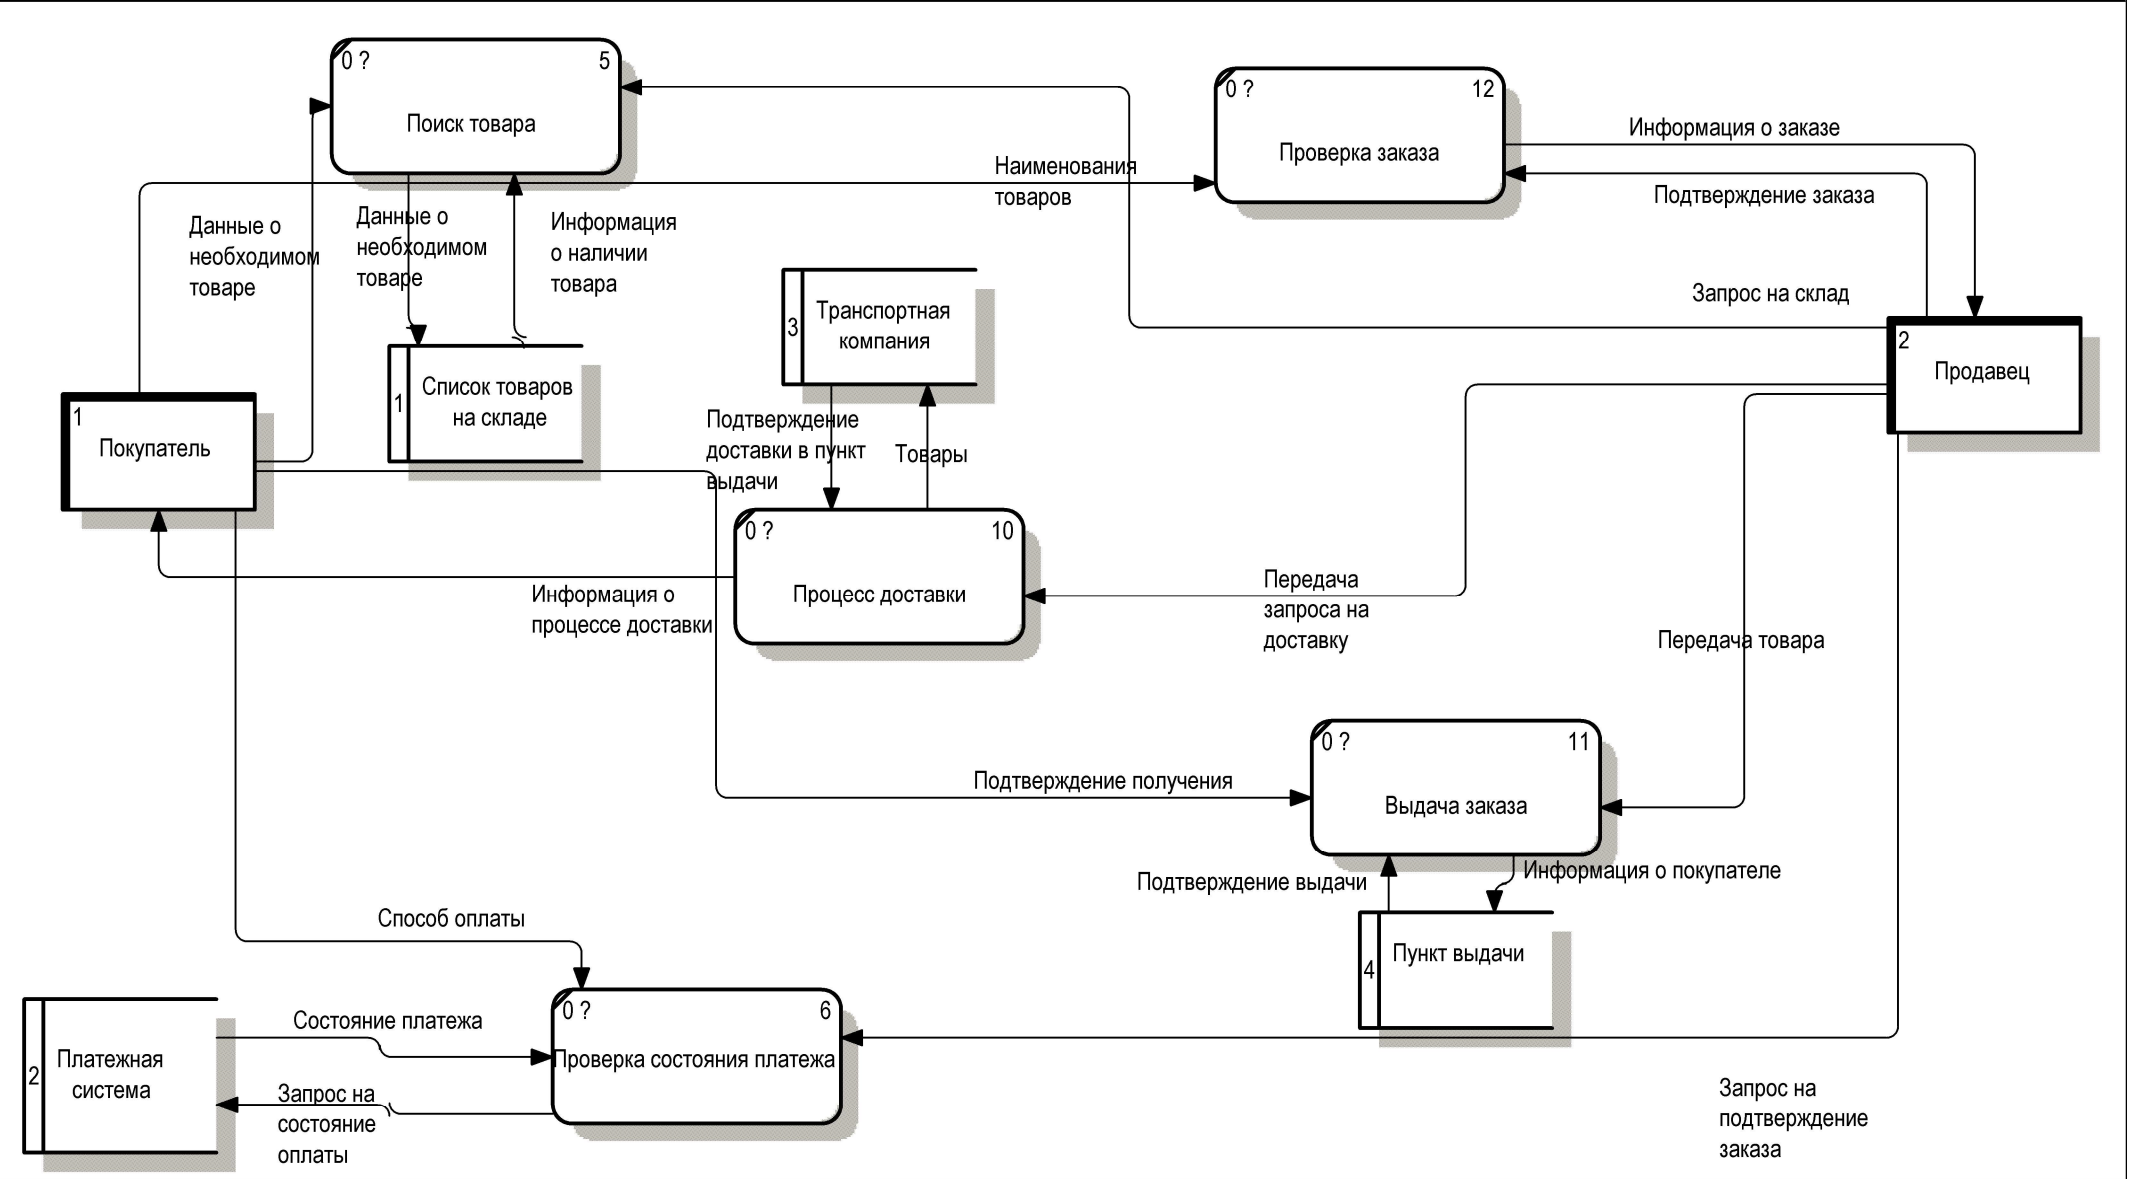 0 ?
5
Поиск товара
0 ?
12
Проверка заказа
Информация о заказе
Подтверждение заказа
Наименования
товаров
Данные о
необходимом
товаре
Данные о
необходимом
товаре
Информация
о наличии
товара
Запрос на склад
3
Транспортная
компания
2
Продавец
1
Список товаров
на складе
1
Покупатель
Подтверждение
доставки в пункт
выдачи
Товары
0 ?
10
Процесс доставки
Информация о
процессе доставки
Передача
запроса на
доставку
Передача товара
0 ?
11
Выдача заказа
Подтверждение получения
Подтверждение выдачи
Информация о покупателе
4
Пункт выдачи
Способ оплаты
0 ?
6
Проверка состояния платежа
Состояние платежа
2
Платежная
система
Запрос на
состояние
оплаты
Запрос на
подтверждение
заказа